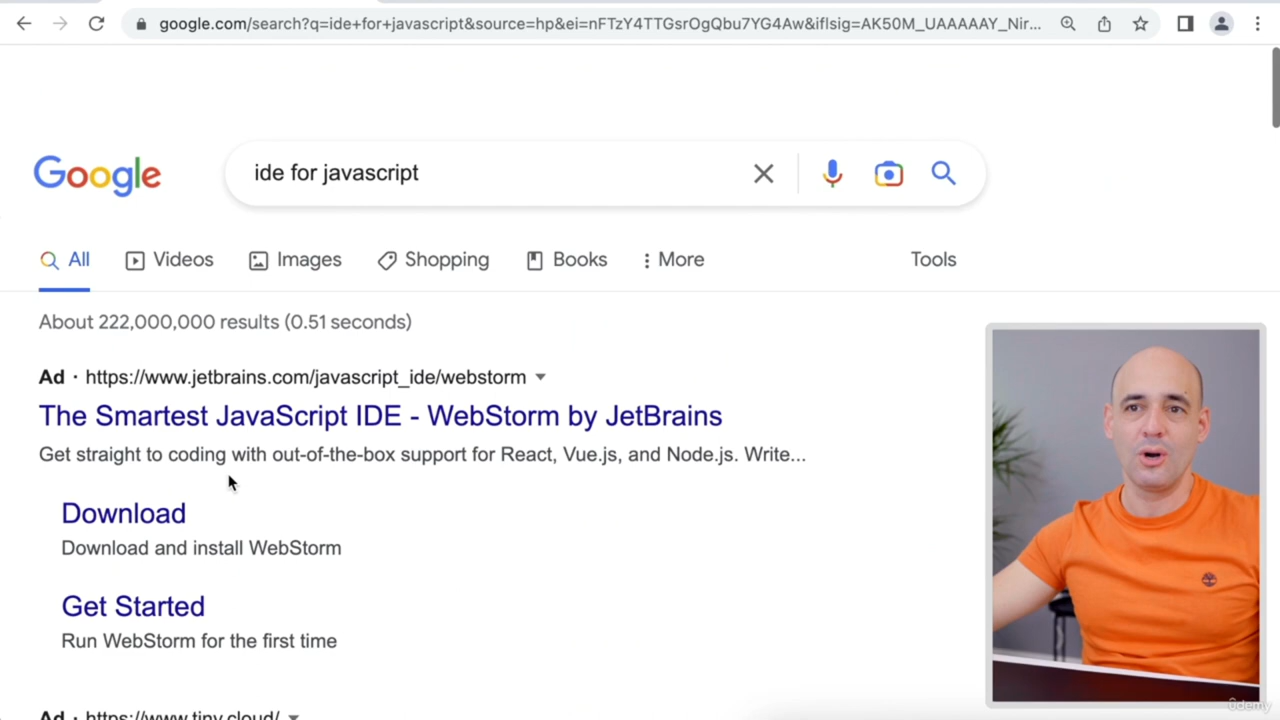 google.com/search?q=ide+for+javascript&source=hp&ei=nFTzY4TTGsrOgQbu7YG4Aw&iflsig=AK50M_UAAAAAY_Nir...
Google
ide for javascript
All Videos Images Shopping Books More Tools
About 222,000,000 results (0.51 seconds)
Ad · https://www.jetbrains.com/javascript_ide/webstorm
The Smartest JavaScript IDE - WebStorm by JetBrains
Get straight to coding with out-of-the-box support for React, Vue.js, and Node.js. Write...
Download
Download and install WebStorm
Get Started
Run WebStorm for the first time
Ad · https://www.tiny.cloud/
ûdemy